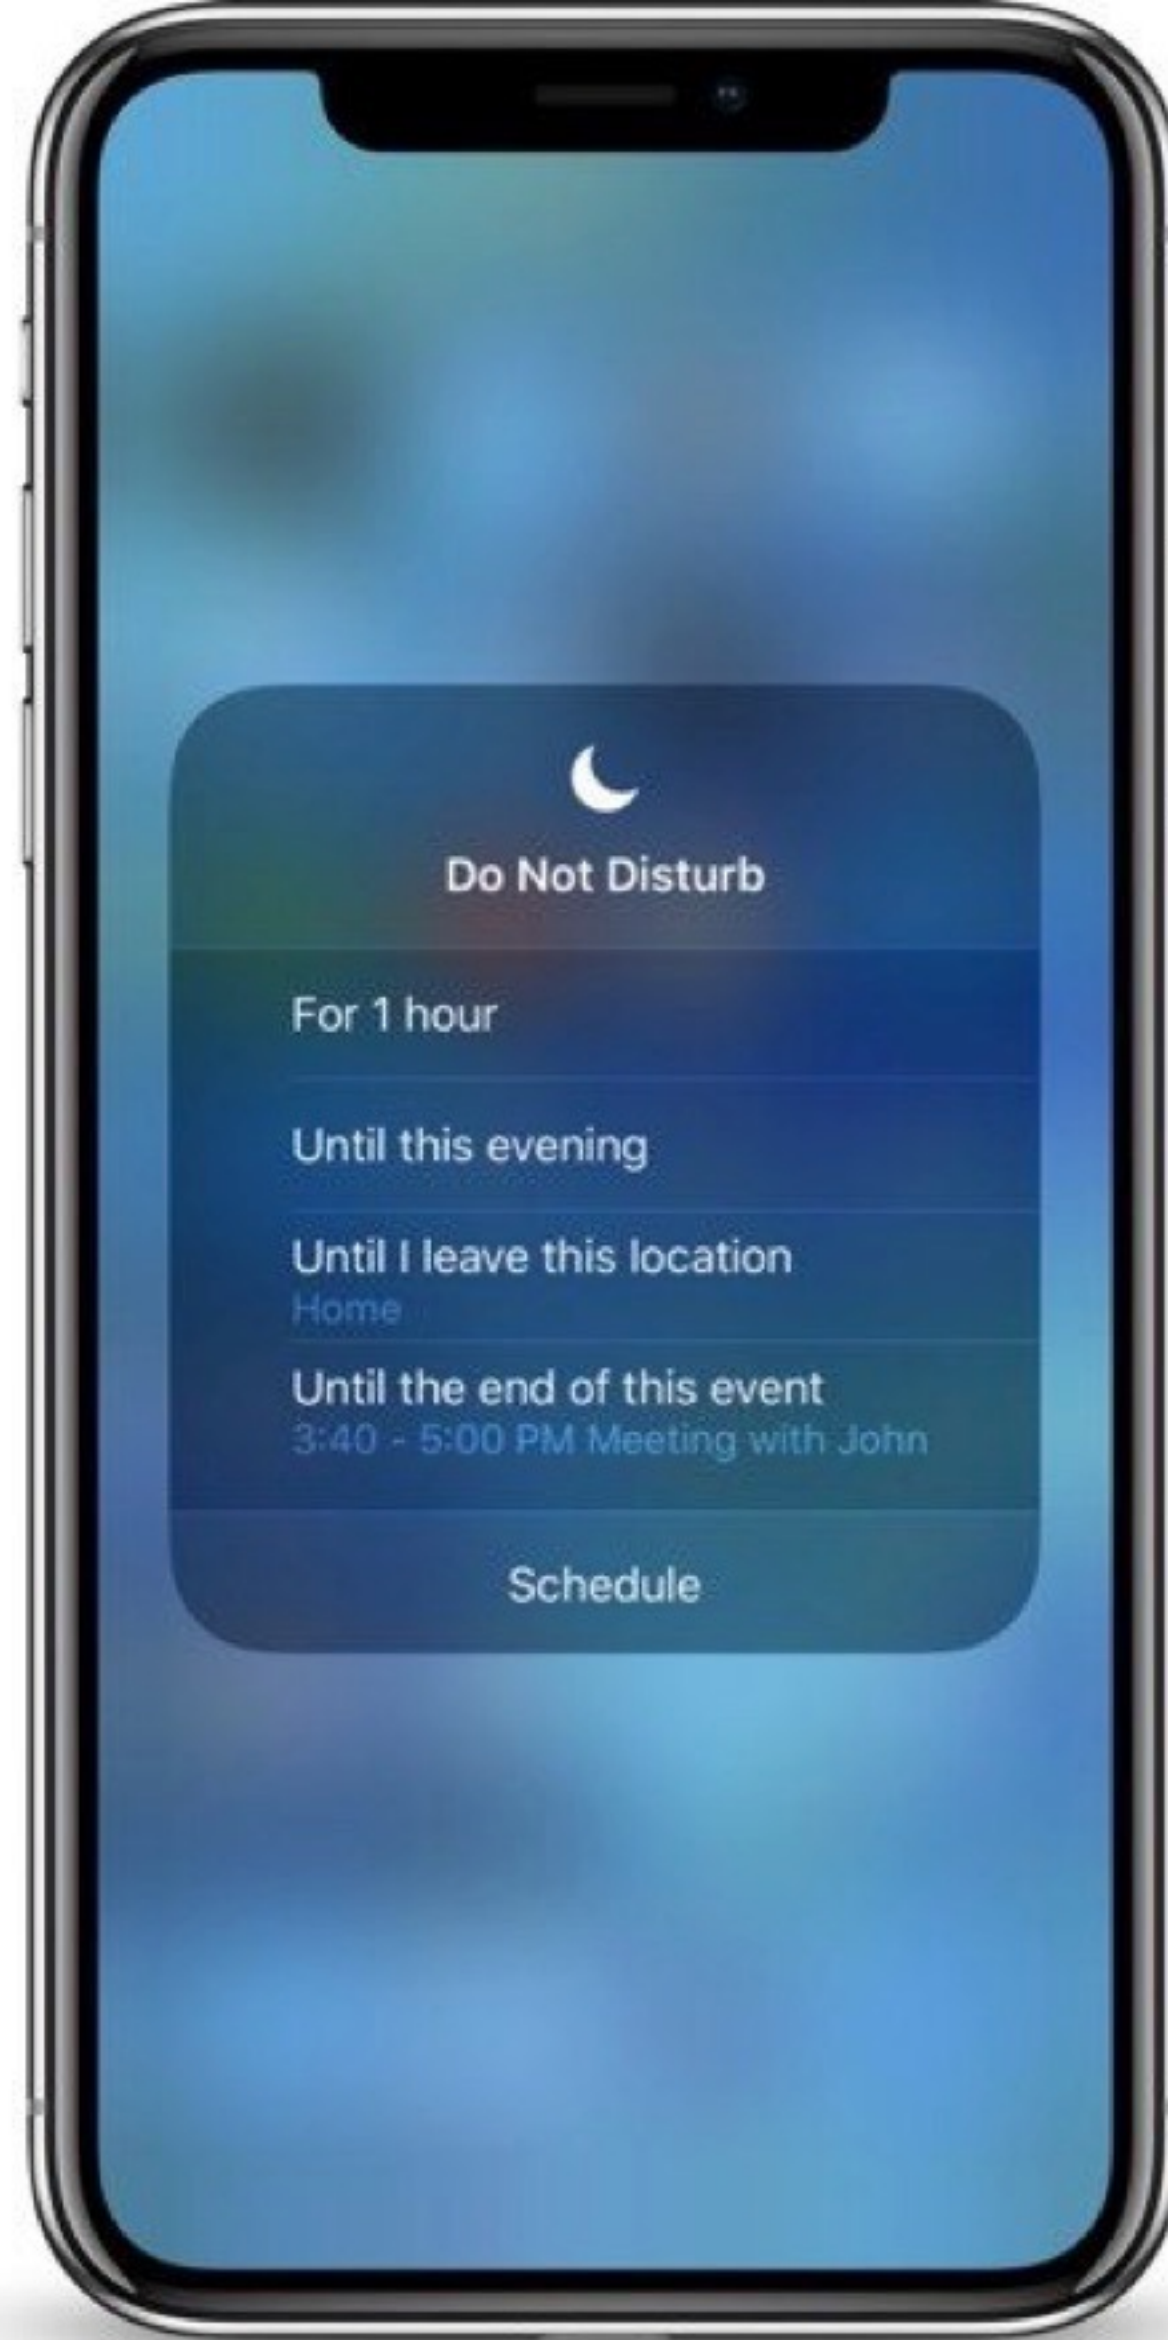 Do Not Disturb
For 1 hour
Until this evening
Until I leave this location
Home
Until the end of this event
3:40 - 5:00 PM Meeting with John
Schedule